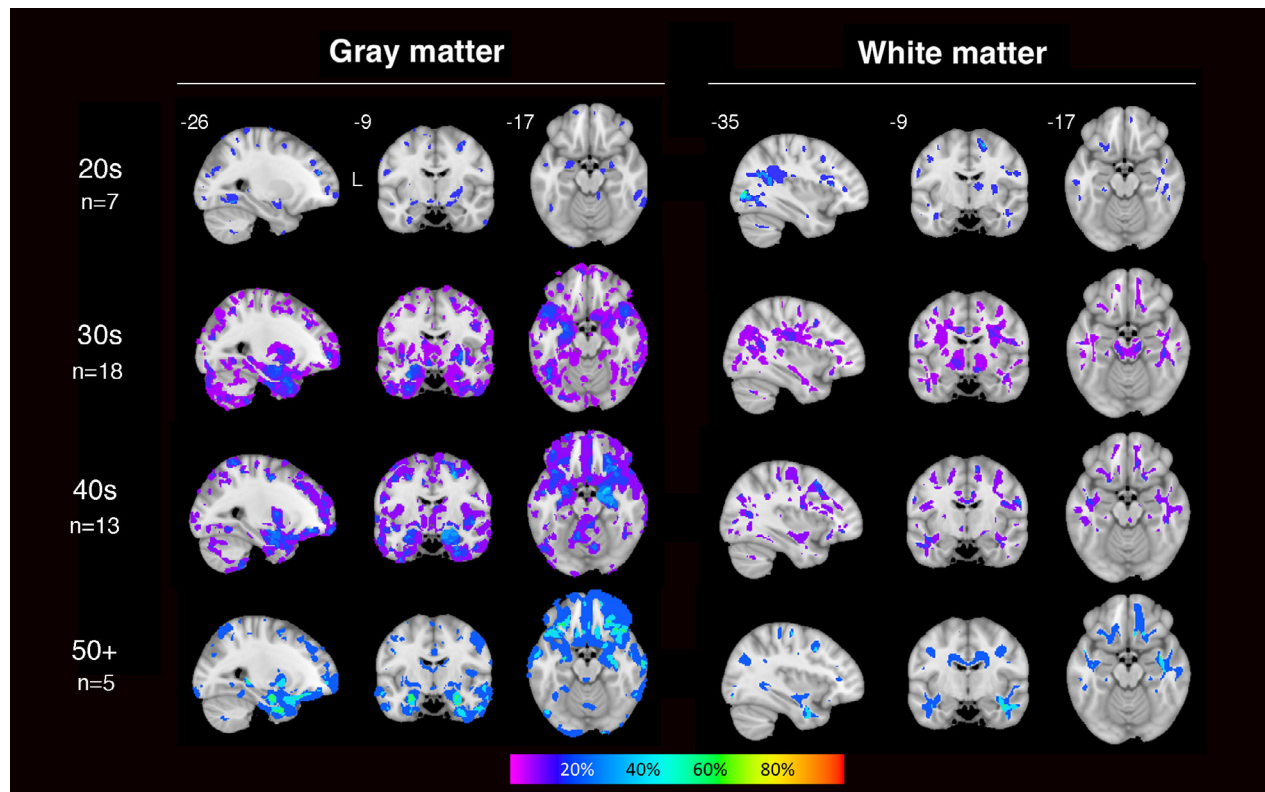 Gray matter
White matter
-26
-9
-17
-35
-9
-17
20s
n=7
L
30s
n=18
40s
n=13
50+
n=5
20%
40%
60%
80%